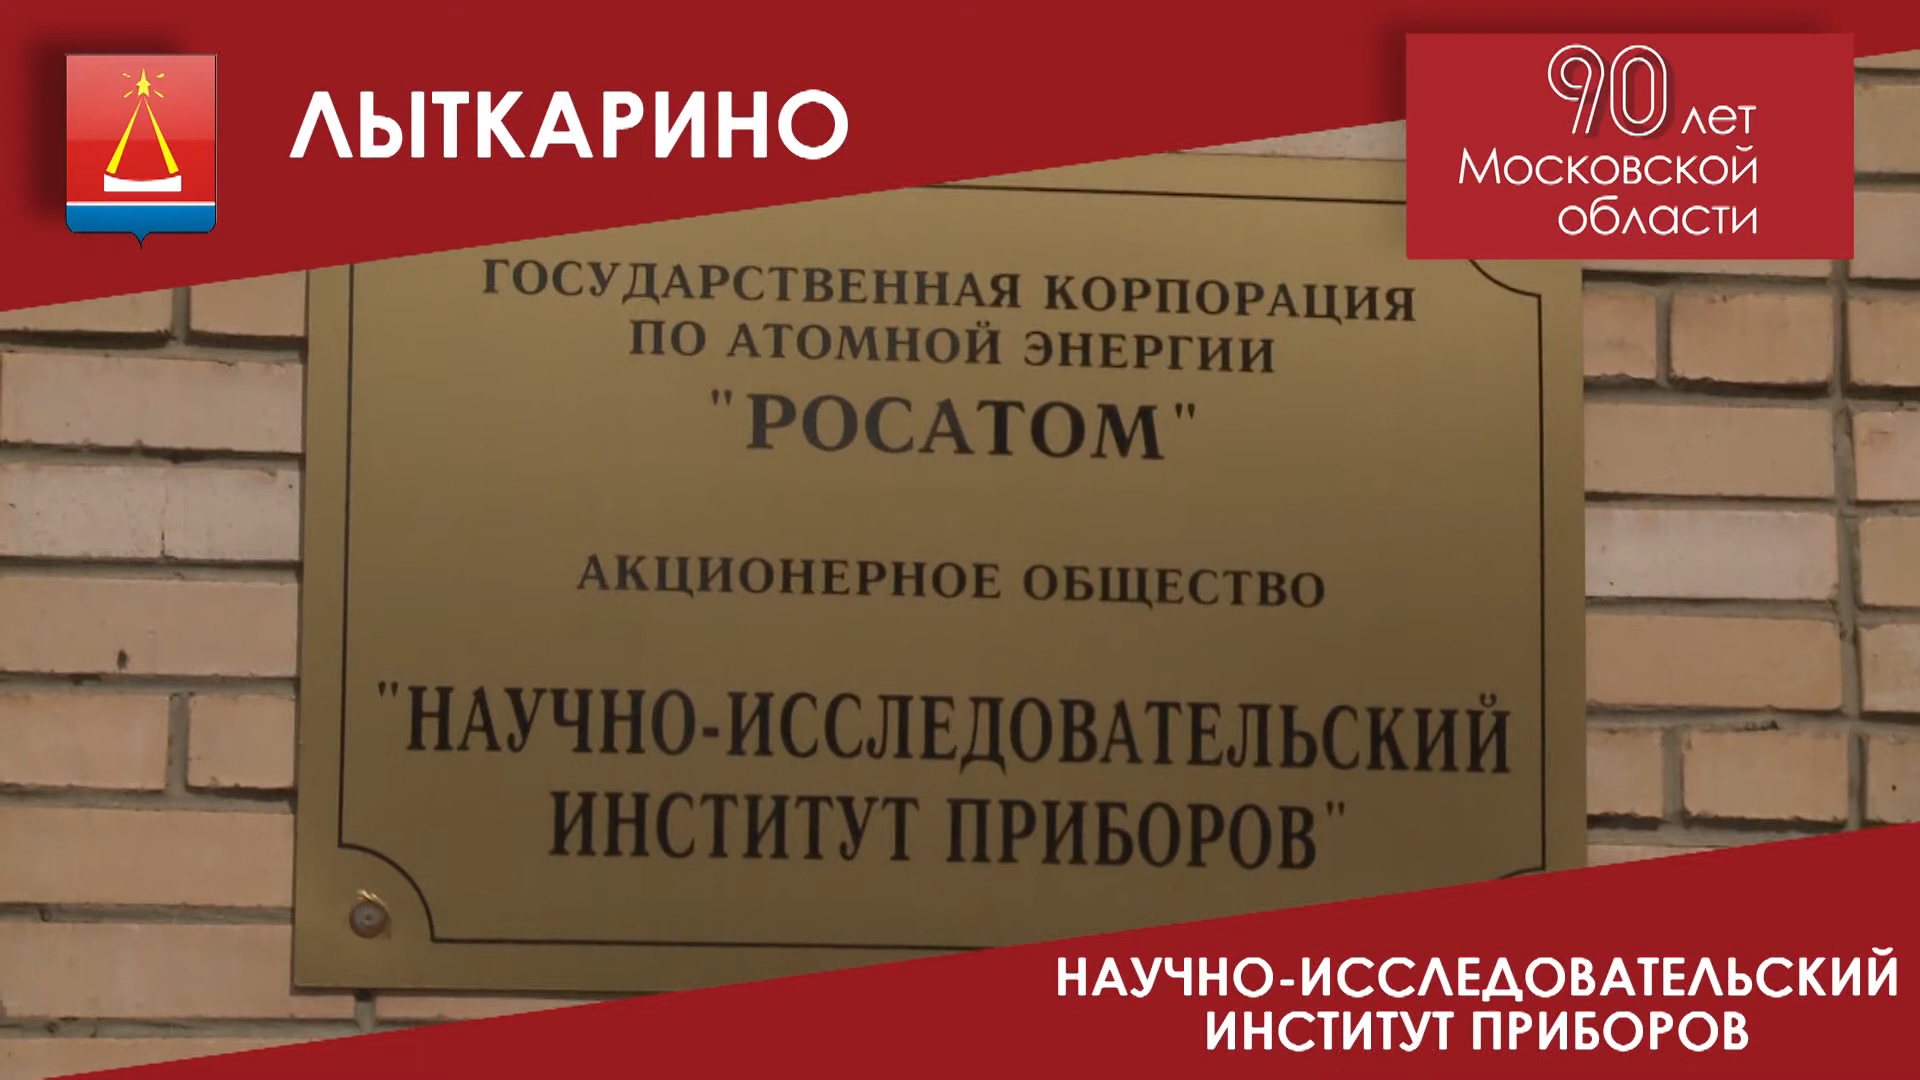 ЛЫТКАРИНО
90 лет
Московской
области
ГОСУДАРСТВЕННАЯ КОРПОРАЦИЯ
ПО АТОМНОЙ ЭНЕРГИИ
"РОСАТОМ"
АКЦИОНЕРНОЕ ОБЩЕСТВО
"НАУЧНО-ИССЛЕДОВАТЕЛЬСКИЙ
ИНСТИТУТ ПРИБОРОВ"
НАУЧНО-ИССЛЕДОВАТЕЛЬСКИЙ
ИНСТИТУТ ПРИБОРОВ